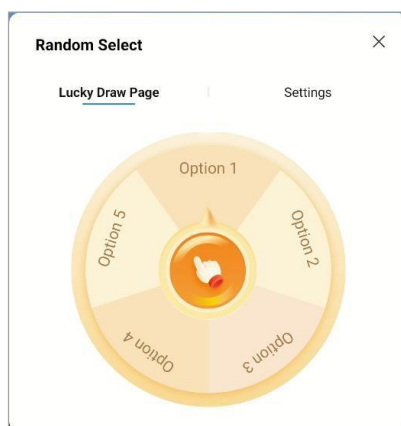 Random Select
Lucky Draw Page
Settings
Option 1
Option 2
Option 3
Option 4
Option 5